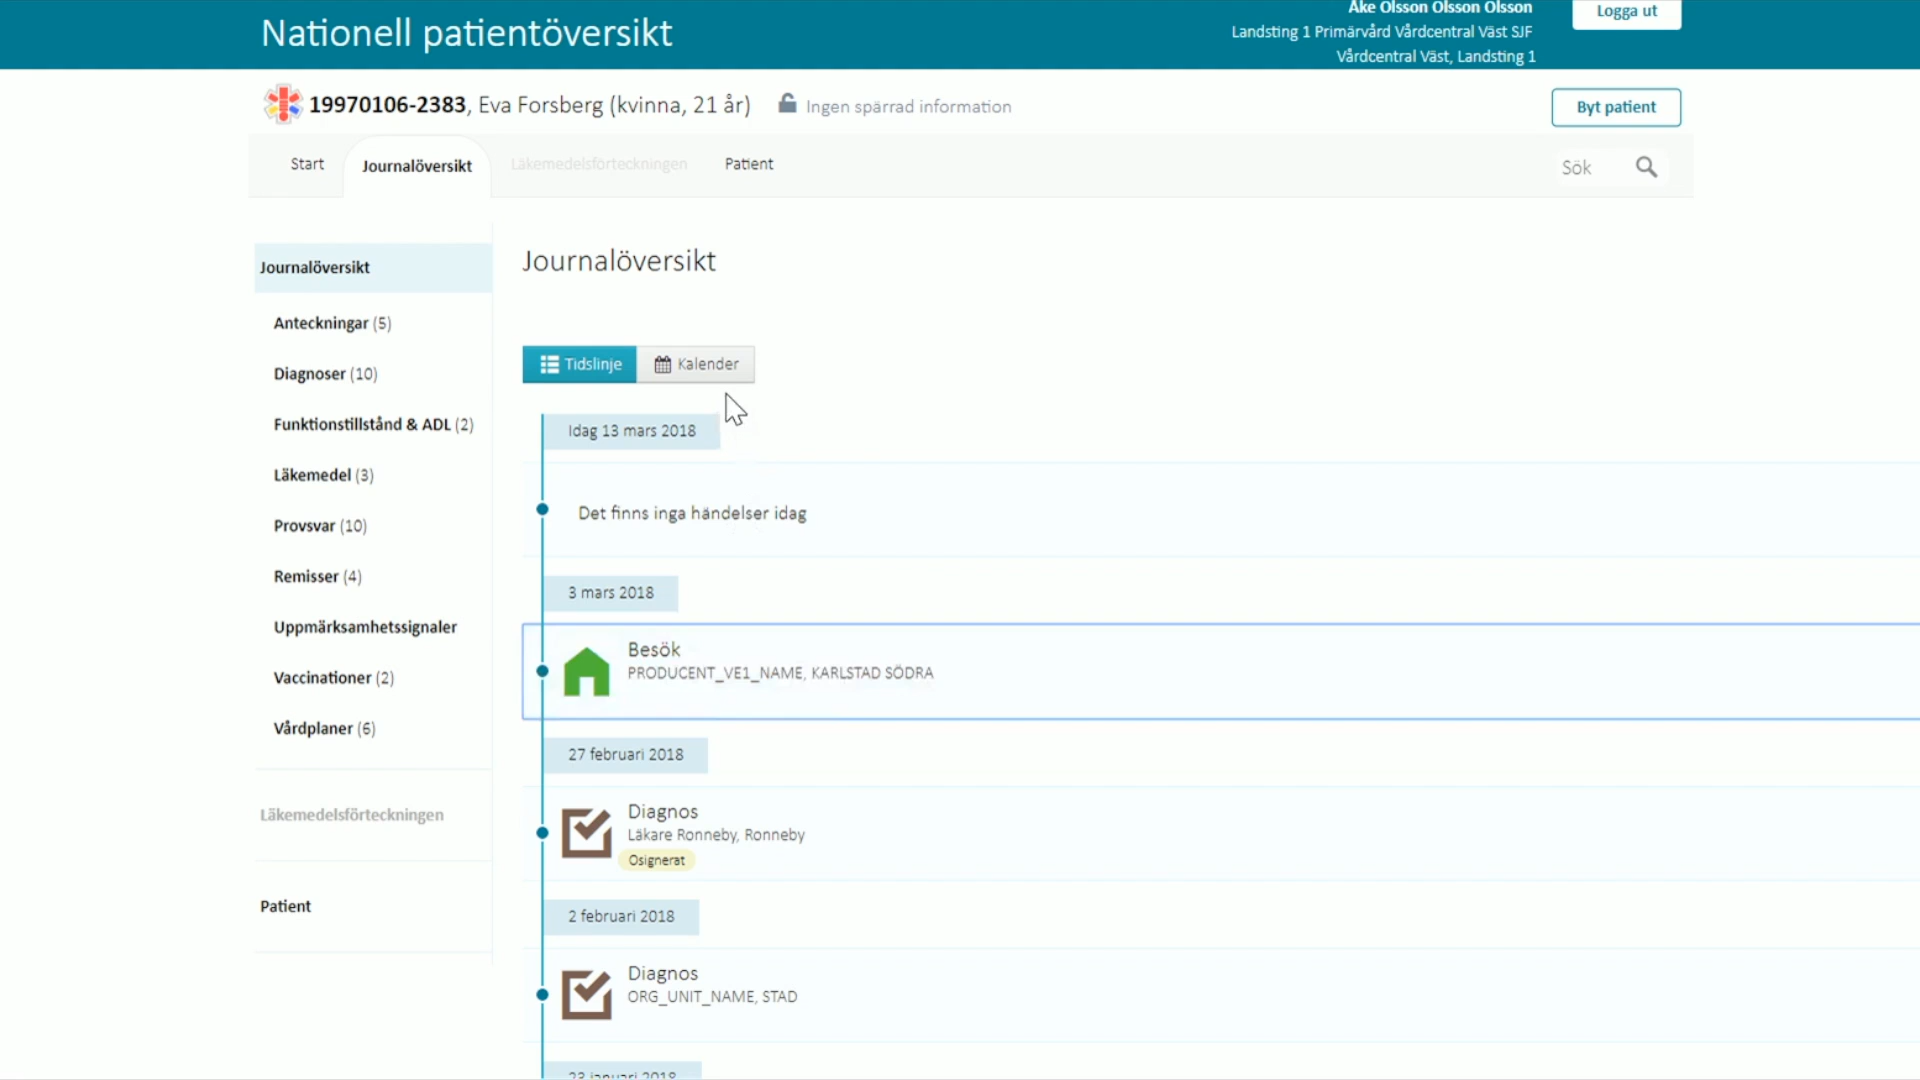 Nationell patientöversikt
Åke Olsson Olsson Olsson
Landsting 1 Primärvård Vårdcentral Väst SJF
Vårdcentral Väst, Landsting 1
Logga ut
19970106-2383, Eva Forsberg (kvinna, 21 år)
Ingen spärrad information
Byt patient
Start
Journalöversikt
Läkemedelsförteckningen
Patient
Sök
Journalöversikt
Anteckningar (5)
Diagnoser (10)
Funktionstillstånd & ADL (2)
Läkemedel (3)
Provsvar (10)
Remisser (4)
Uppmärksamhetssignaler
Vaccinationer (2)
Vårdplaner (6)
Läkemedelsförteckningen
Patient
Journalöversikt
Tidslinje
Kalender
Idag 13 mars 2018
Det finns inga händelser idag
3 mars 2018
Besök
PRODUCENT_VE1_NAME, KARLSTAD SÖDRA
27 februari 2018
Diagnos
Läkare Ronneby, Ronneby
Osignerat
2 februari 2018
Diagnos
ORG_UNIT_NAME, STAD
23 januari 2018